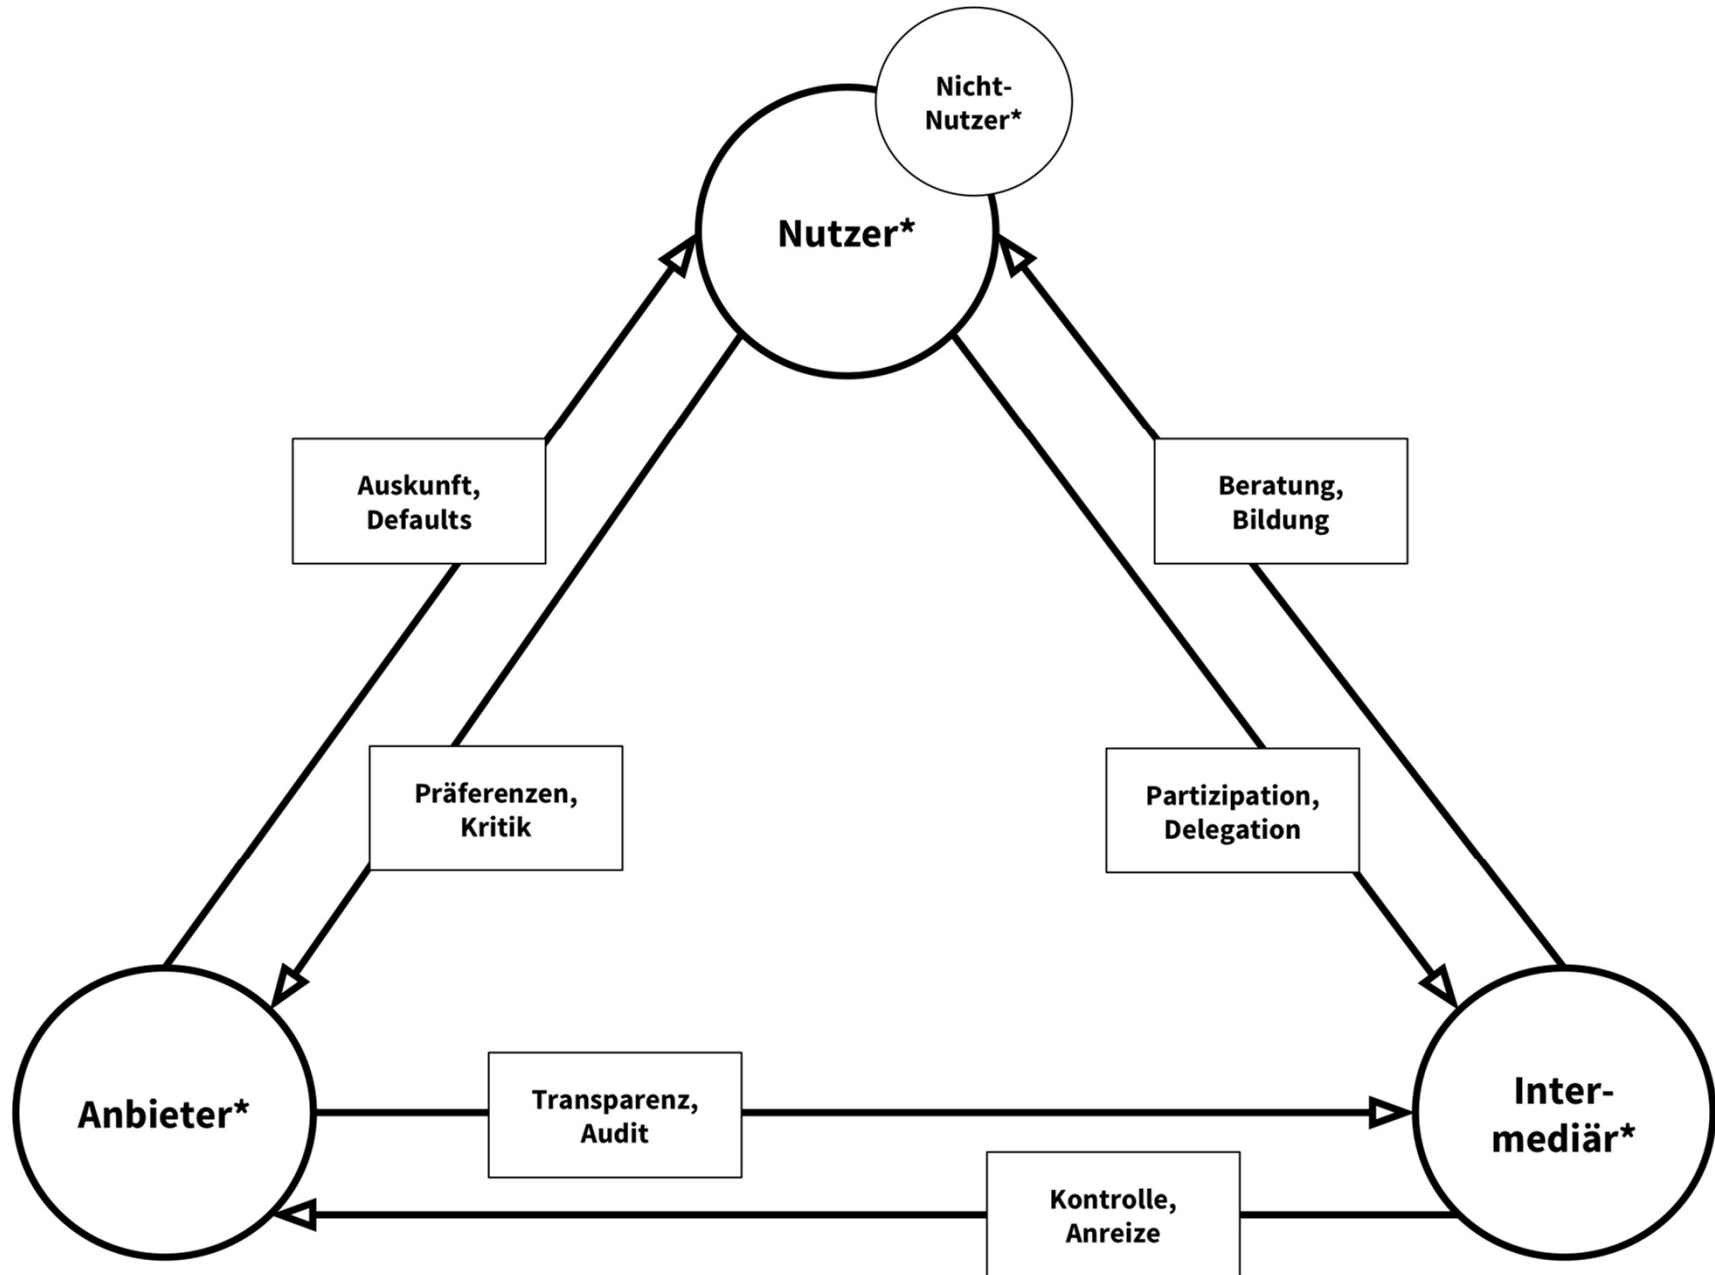 Nicht-
Nutzer*
Nutzer*
Auskunft,
Defaults
Beratung,
Bildung
Präferenzen,
Kritik
Partizipation,
Delegation
Anbieter*
Transparenz,
Audit
Inter-
mediär*
Kontrolle,
Anreize